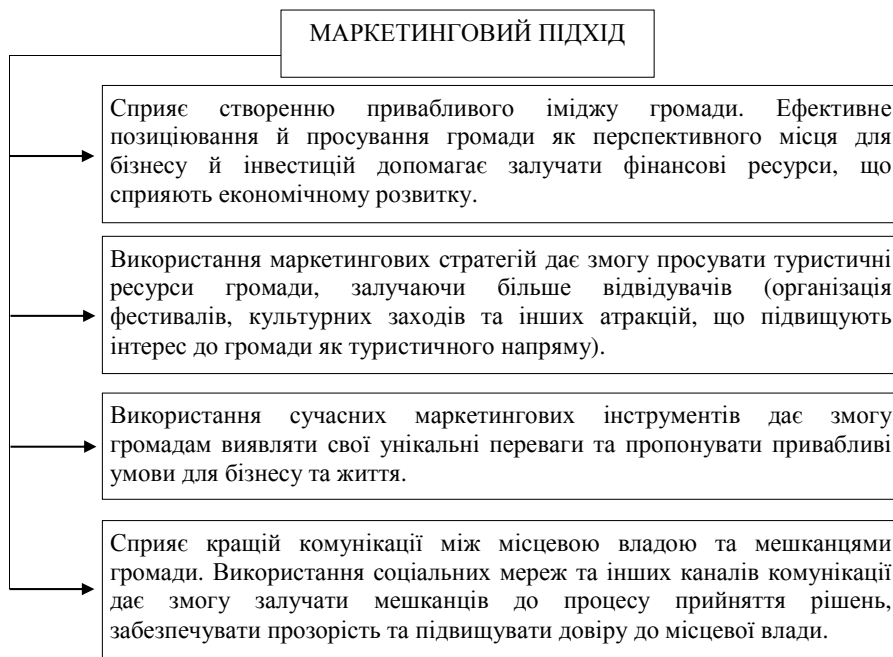 МАРКЕТИНГОВИЙ ПІДХІД
Сприяє створенню привабливого іміджу громади. Ефективне
позиціювання й просування громади як перспективного місця для
бізнесу й інвестицій допомагає залучати фінансові ресурси, що
сприяють економічному розвитку.
Використання маркетингових стратегій дає змогу просувати туристичні
ресурси громади, залучаючи більше відвідувачів (організація
фестивалів, культурних заходів та інших атракцій, що підвищують
інтерес до громади як туристичного напряму).
Використання сучасних маркетингових інструментів дає змогу
громадам виявляти свої унікальні переваги та пропонувати привабливі
умови для бізнесу та життя.
Сприяє кращій комунікації між місцевою владою та мешканцями
громади. Використання соціальних мереж та інших каналів комунікації
дає змогу залучати мешканців до процесу прийняття рішень,
забезпечувати прозорість та підвищувати довіру до місцевої влади.